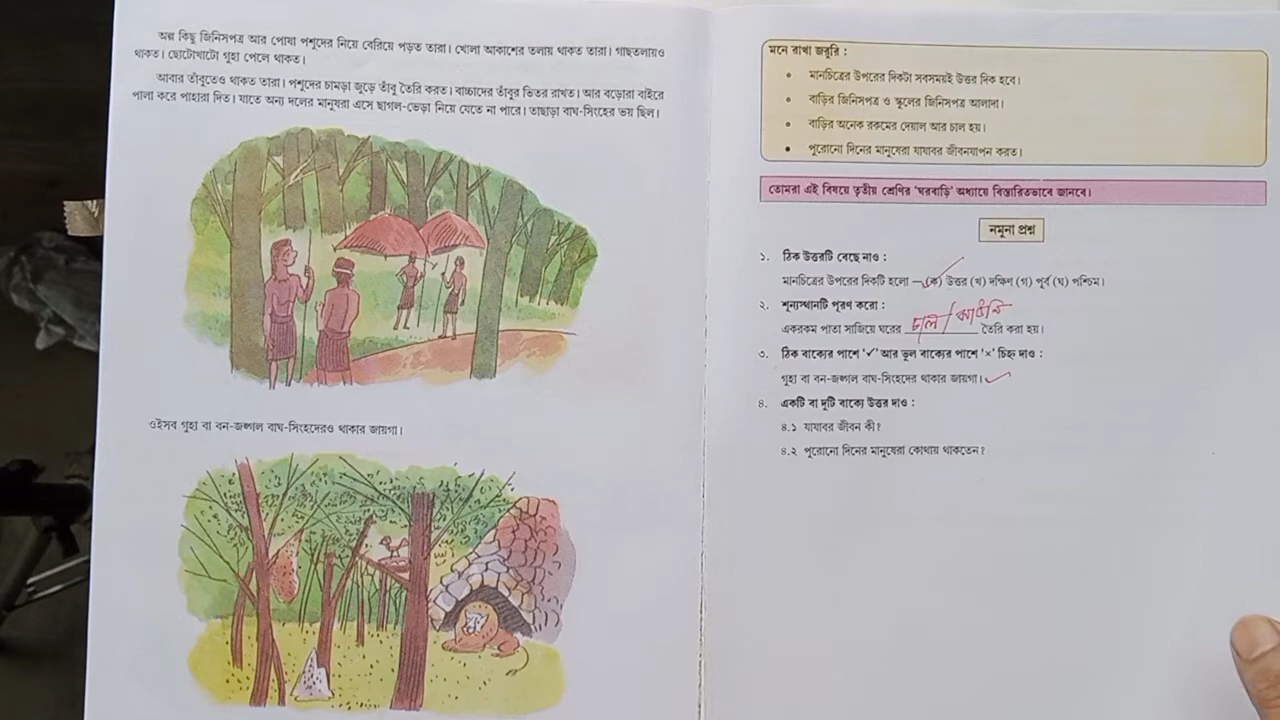 অল্প কিছু জিনিসপত্র আর পোষা পশুদের নিয়ে বেরিয়ে পড়ত তারা। খোলা আকাশের তলায় থাকত তারা। গাছতলায়ও
থাকত। ছোটোখাটো গুহা পেলে থাকত।
আবার তাঁবুতেও থাকত তারা। পশুদের চামড়া জুড়ে তাঁবু তৈরি করত। বাচ্চাদের তাঁবুর ভিতর রাখত। আর বড়োরা বাইরে
পালা করে পাহারা দিত। যাতে অন্য দলের মানুষরা এসে ছাগল-ভেড়া নিয়ে যেতে না পারে। তাছাড়া বাঘ-সিংহের ভয় ছিল।
ওইসব গুহা বা বন-জঙ্গল বাঘ-সিংহদেরও থাকার জায়গা।
মনে রাখা জরুরি :
• মানচিত্রের উপরের দিকটা সবসময়ই উত্তর দিক হবে।
• বাড়ির জিনিসপত্র ও স্কুলের জিনিসপত্র আলাদা।
• বাড়ির অনেক রকমের দেয়াল আর চাল হয়।
• পুরোনো দিনের মানুষেরা যাযাবর জীবনযাপন করত।
তোমরা এই বিষয়ে তৃতীয় শ্রেণির ‘ঘরবাড়ি’ অধ্যায়ে বিস্তারিতভাবে জানবে।
নমুনা প্রশ্ন
১. ঠিক উত্তরটি বেছে নাও :
মানচিত্রের উপরের দিকটি হলো — (ক) উত্তর (খ) দক্ষিণ (গ) পূর্ব (ঘ) পশ্চিম।
২. শূন্যস্থানটি পূরণ করো :
একরকম পাতা সাজিয়ে ঘরের চাল/ছাউনি তৈরি করা হয়।
৩. ঠিক বাক্যের পাশে ‘✓’ আর ভুল বাক্যের পাশে ‘×’ চিহ্ন দাও :
গুহা বা বন-জঙ্গল বাঘ-সিংহদের থাকার জায়গা। ✓
৪. একটি বা দুটি বাক্যে উত্তর দাও :
৪.১ যাযাবর জীবন কী?
৪.২ পুরোনো দিনের মানুষেরা কোথায় থাকতেন?